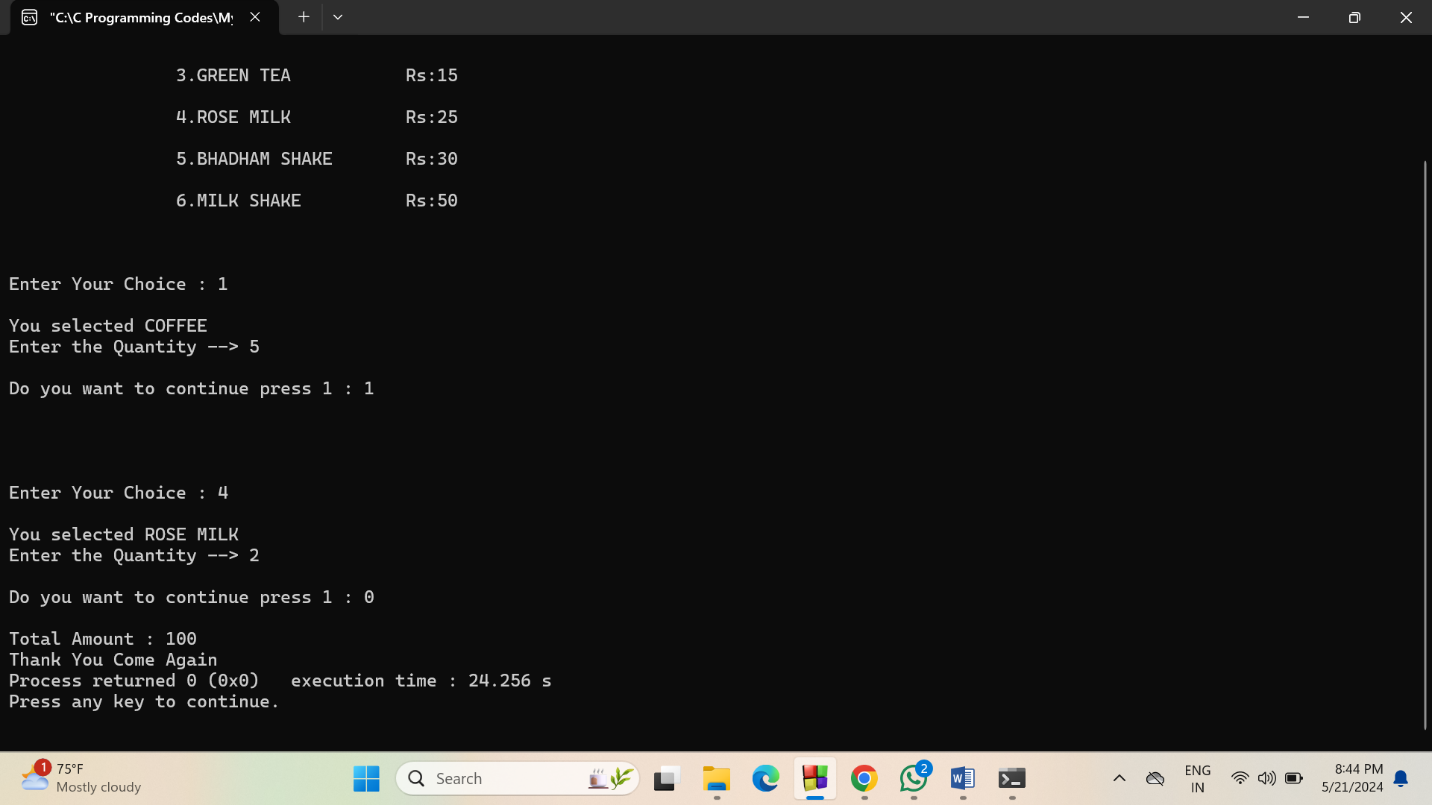 "C:\C Programming Codes\My
3.GREEN TEA Rs:15
4.ROSE MILK Rs:25
5.BHADHAM SHAKE Rs:30
6.MILK SHAKE Rs:50
Enter Your Choice : 1
You selected COFFEE
Enter the Quantity --> 5
Do you want to continue press 1 : 1
Enter Your Choice : 4
You selected ROSE MILK
Enter the Quantity --> 2
Do you want to continue press 1 : 0
Total Amount : 100
Thank You Come Again
Process returned 0 (0x0)   execution time : 24.256 s
Press any key to continue.
1
75°F
Mostly cloudy
Search
2
W
ENG
IN
8:44 PM
5/21/2024